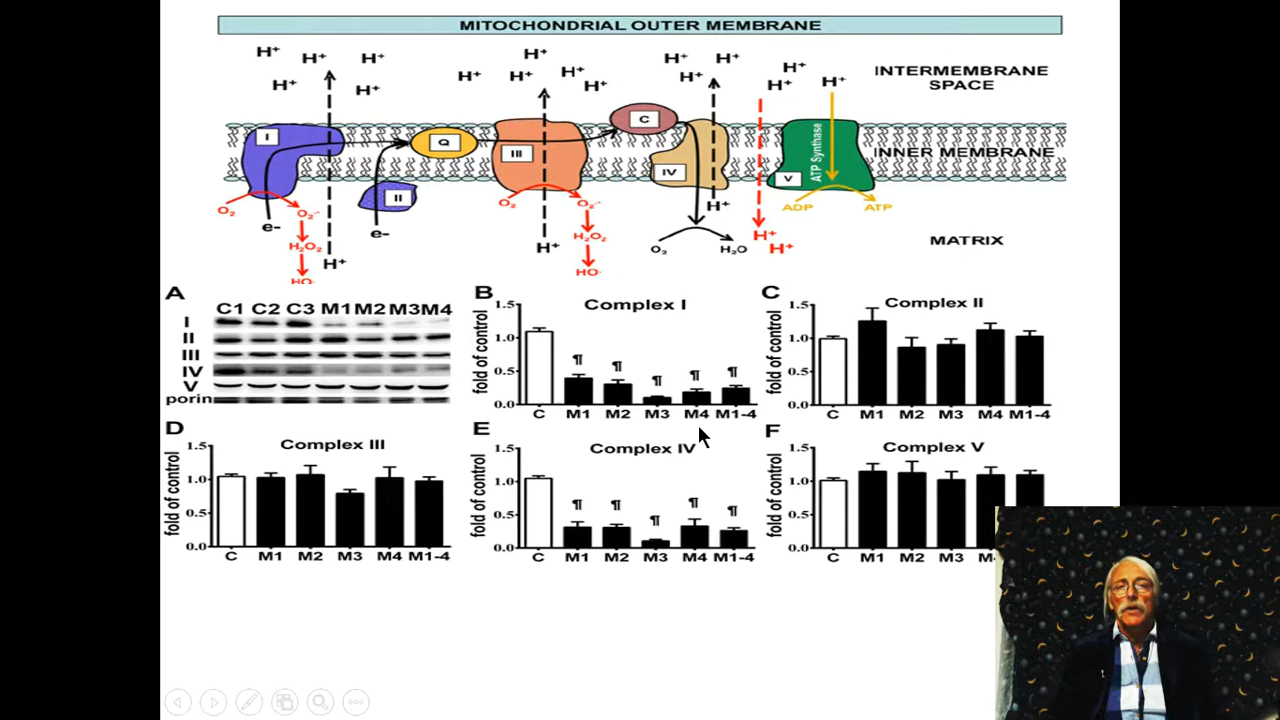 MITOCHONDRIAL OUTER MEMBRANE
H⁺ H⁺ H⁺ H⁺ H⁺
H⁺ H⁺ H⁺ H⁺ H⁺
H⁺ H⁺ H⁺ H⁺ H⁺ H⁺
INTERMEMBRANE
SPACE
I Q III C IV V ATP Synthase
INNER MEMBRANE
II
O₂ O₂·⁻ H₂O₂ HO·
e- e-
H⁺
O₂ O₂·⁻ H₂O₂ HO·
H⁺
H⁺
O₂ H₂O
H⁺ H⁺
ADP ATP
MATRIX
A
C1 C2 C3 M1 M2 M3 M4
I
II
III
IV
V
porin
B
Complex I
fold of control
1.5
1.0
0.5
0.0
¶ ¶ ¶ ¶ ¶
C M1 M2 M3 M4 M1-4
C
Complex II
fold of control
1.5
1.0
0.5
0.0
C M1 M2 M3 M4 M1-4
D
Complex III
fold of control
1.5
1.0
0.5
0.0
C M1 M2 M3 M4 M1-4
E
Complex IV
fold of control
1.5
1.0
0.5
0.0
¶ ¶ ¶ ¶ ¶
C M1 M2 M3 M4 M1-4
F
Complex V
fold of control
1.5
1.0
0.5
0.0
C M1 M2 M3